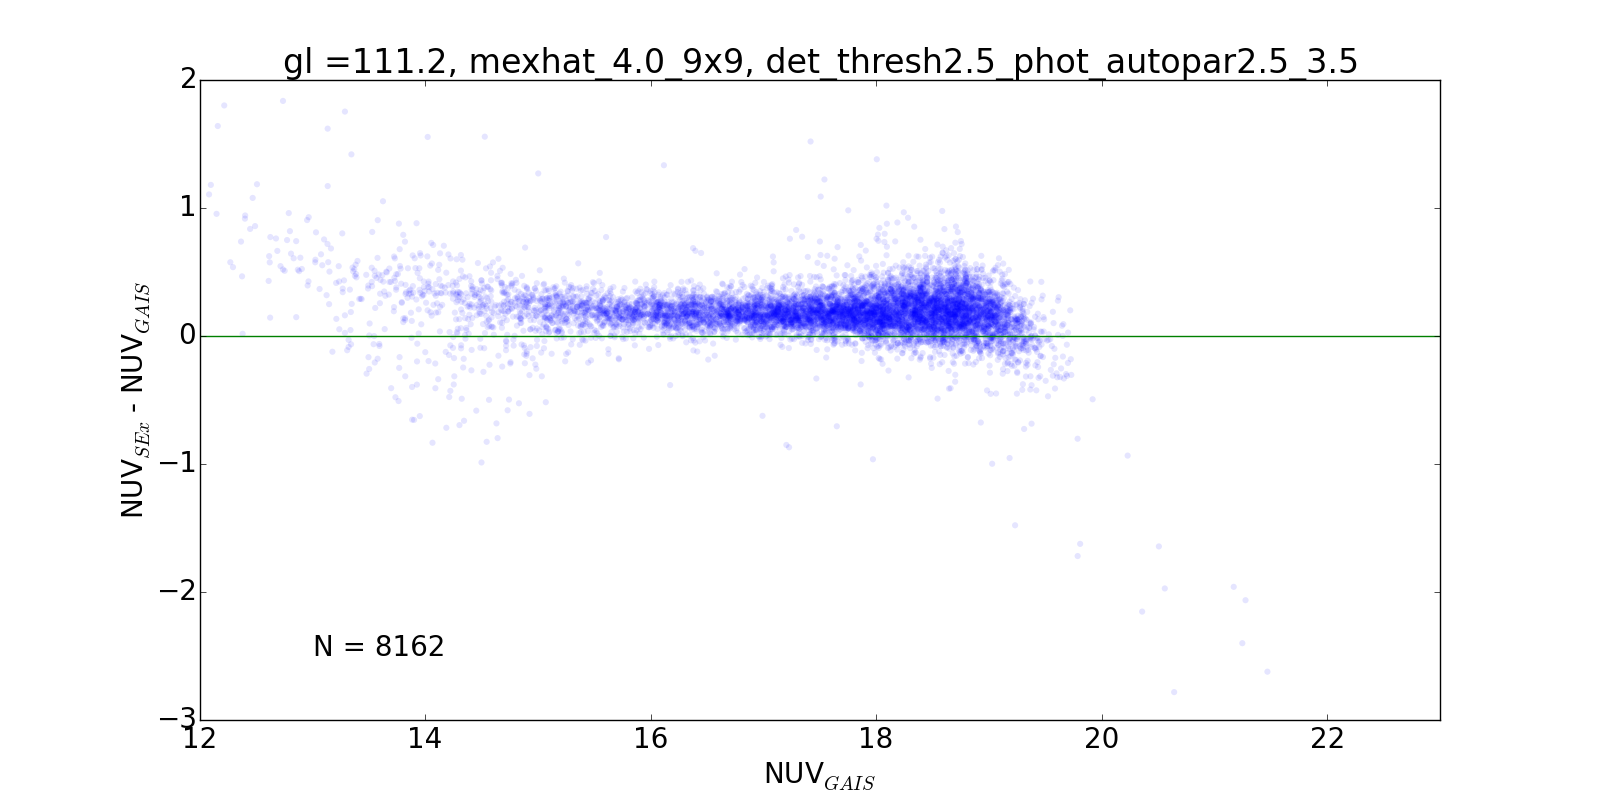 gl =111.2, mexhat_4.0_9x9, det_thresh2.5_phot_autopar2.5_3.5
2
1
0
−1
−2
−3
NUV_SEx - NUV_GAIS
N = 8162
12 14 16 18 20 22
NUV_GAIS